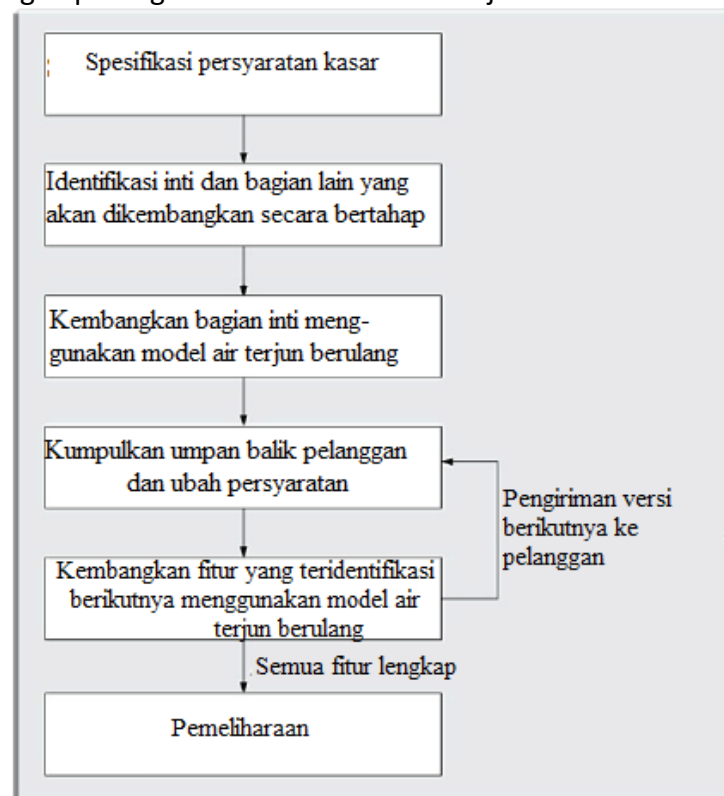 Spesifikasi persyaratan kasar
Identifikasi inti dan bagian lain yang
akan dikembangkan secara bertahap
Kembangkan bagian inti meng-
gunakan model air terjun berulang
Kumpulkan umpan balik pelanggan
dan ubah persyaratan
Pengiriman versi
berikutnya ke
pelanggan
Kembangkan fitur yang teridentifikasi
berikutnya menggunakan model air
terjun berulang
Semua fitur lengkap
Pemeliharaan